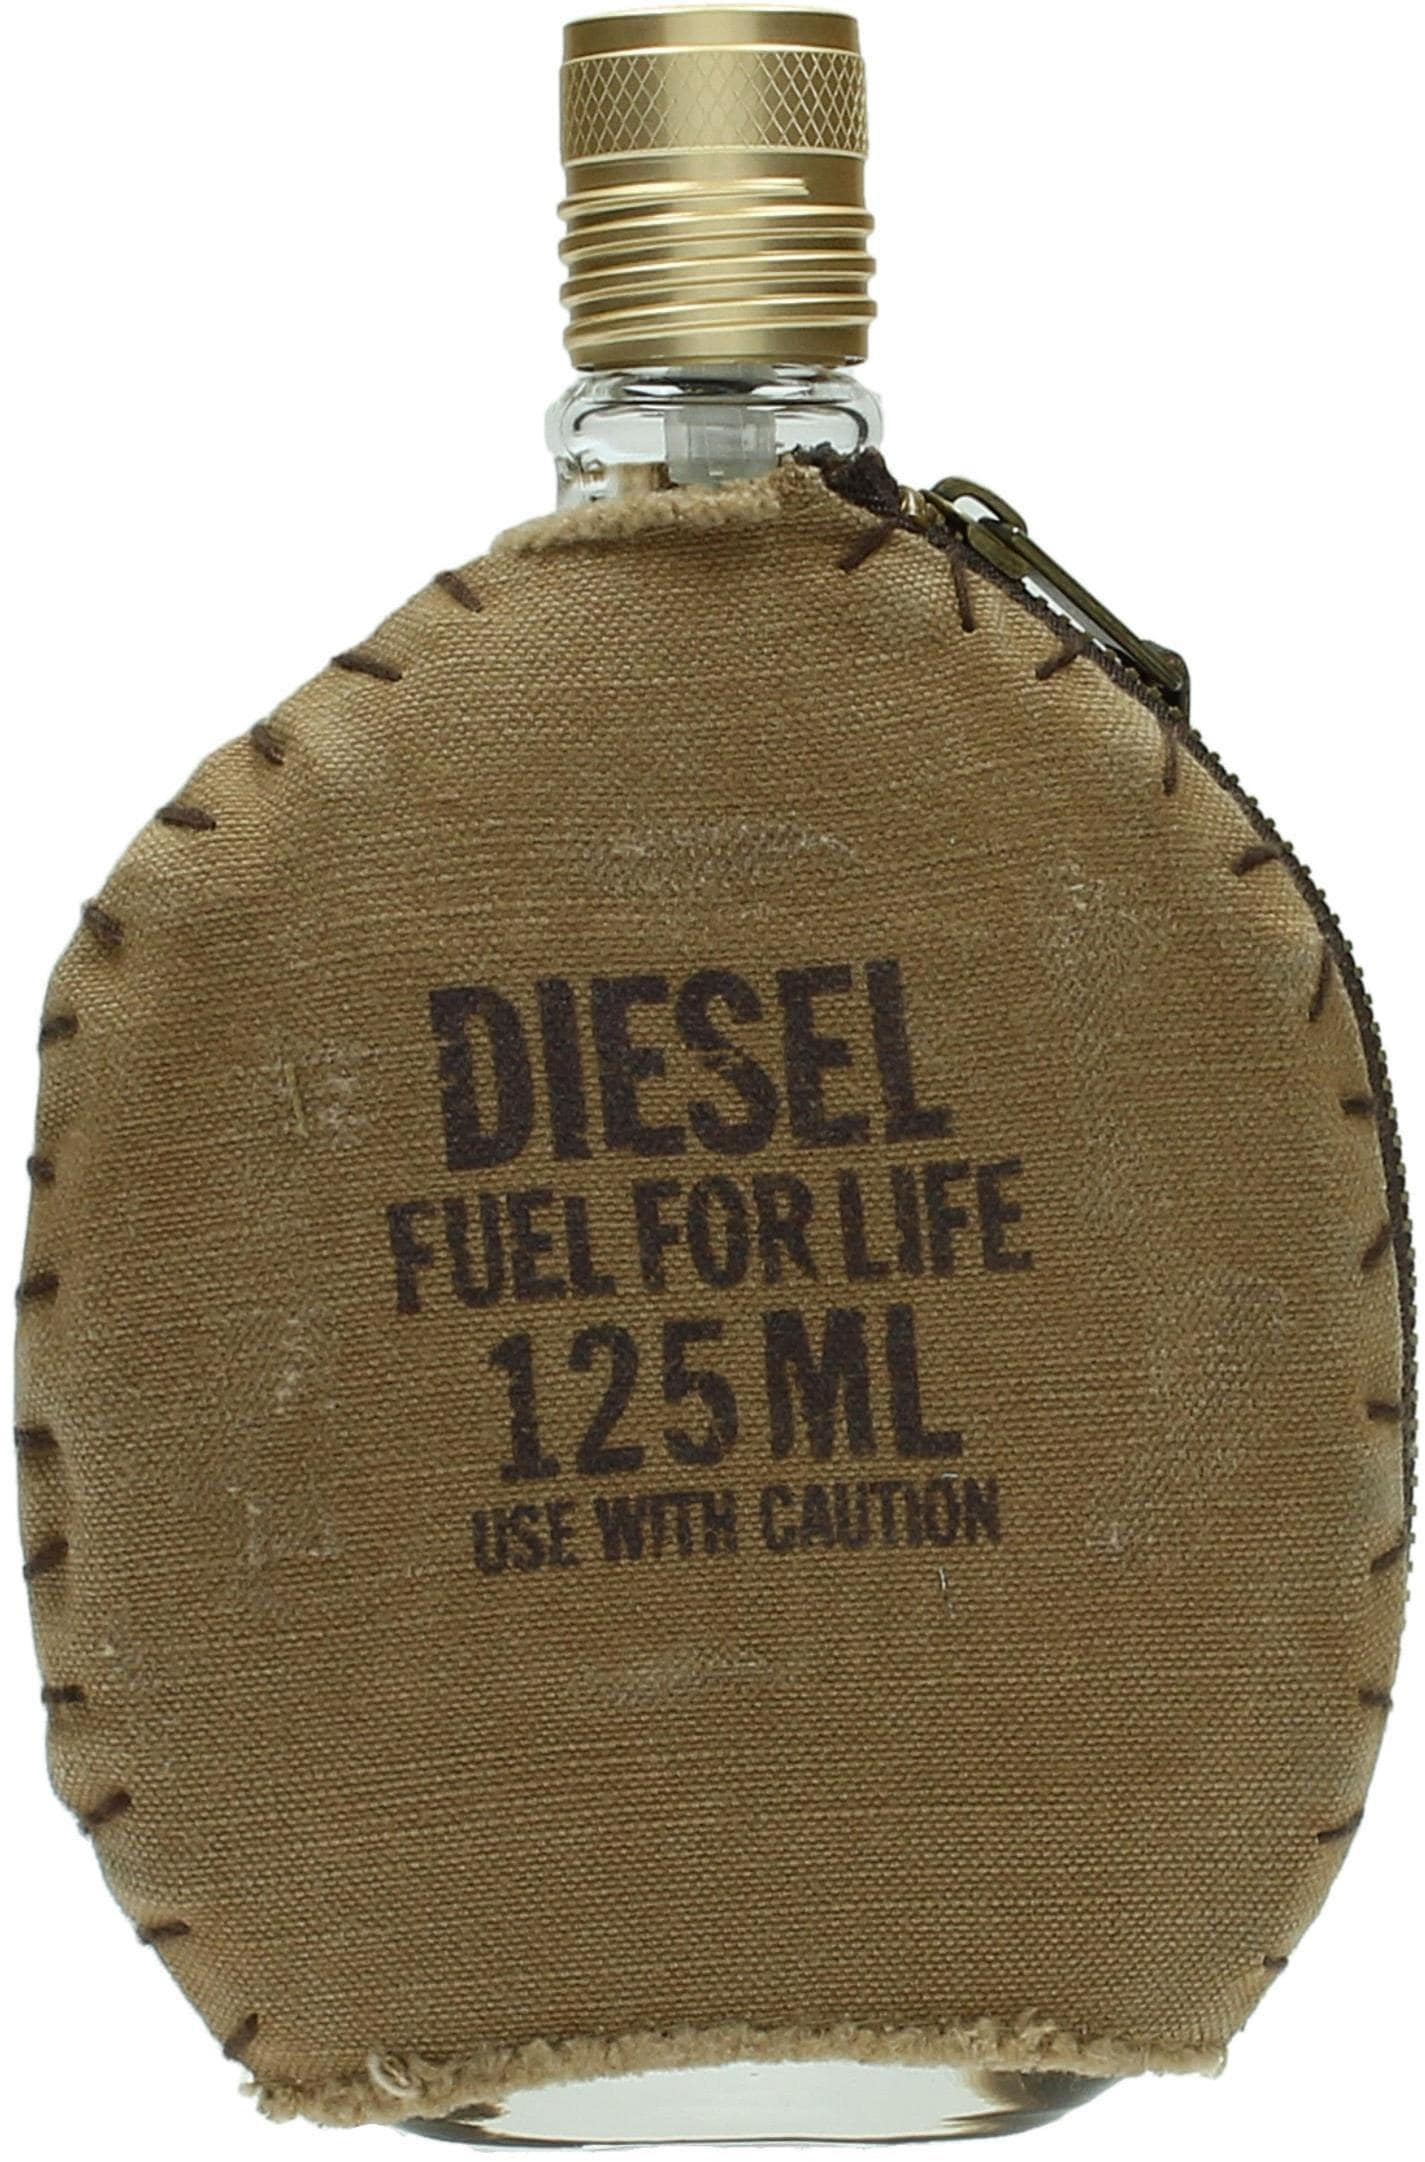 DIESEL
FUEL FOR LIFE
125 ML
USE WITH CAUTION